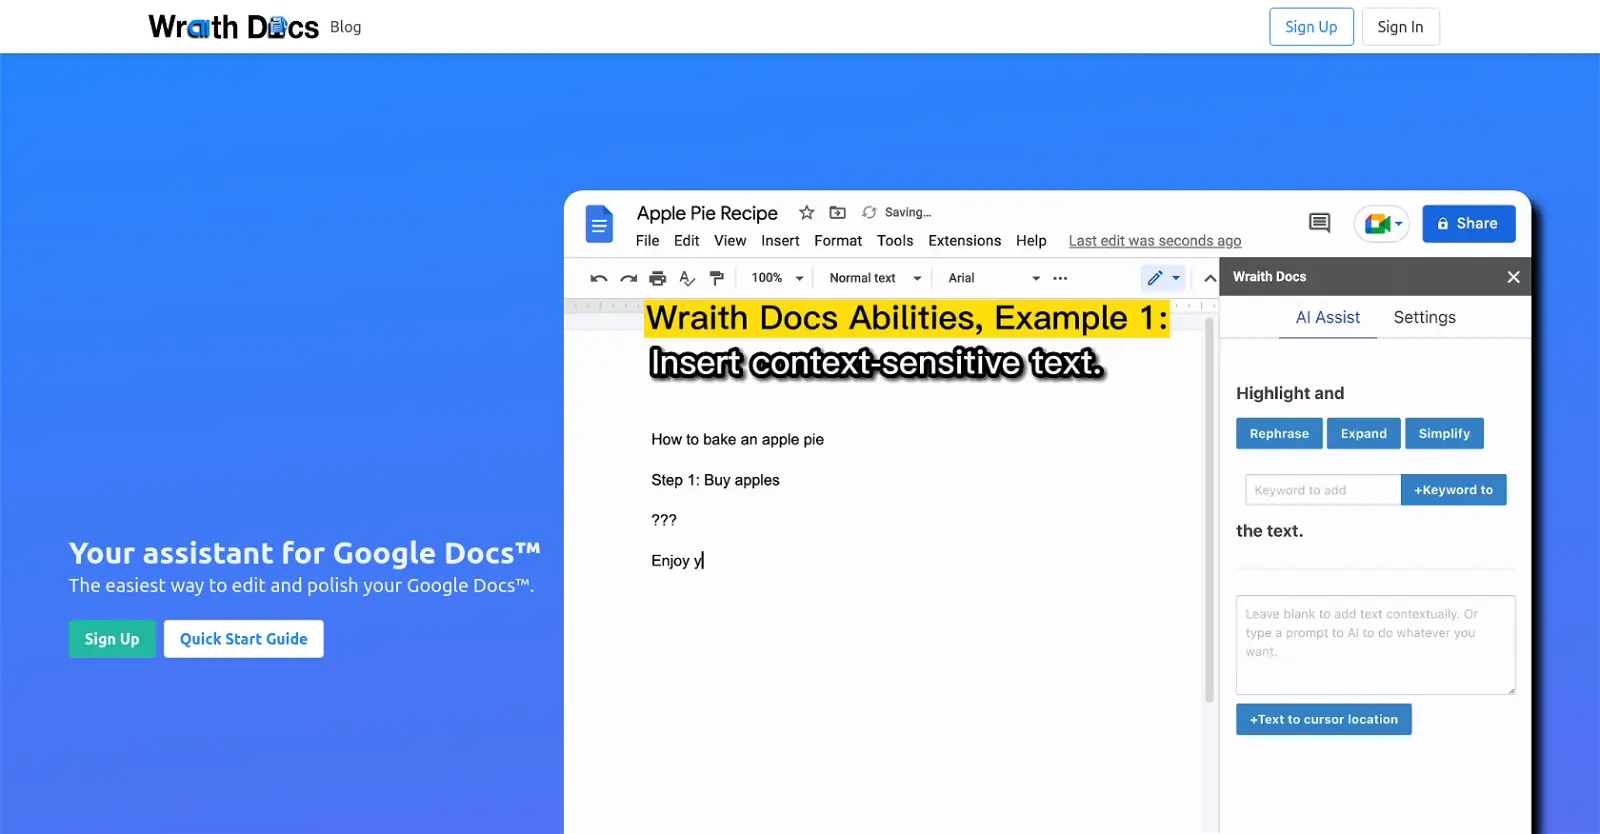 Wraith Docs Blog Sign Up Sign In
Apple Pie Recipe Saving...
File Edit View Insert Format Tools Extensions Help Last edit was seconds ago
Share
100% Normal text Arial
Wraith Docs
Wraith Docs Abilities, Example 1:
Insert context-sensitive text.
AI Assist Settings
How to bake an apple pie
Step 1: Buy apples
???
Enjoy y
Highlight and
Rephrase Expand Simplify
Keyword to add +Keyword to
the text.
Leave blank to add text contextually. Or
type a prompt to AI to do whatever you
want.
+Text to cursor location
Your assistant for Google Docs™
The easiest way to edit and polish your Google Docs™.
Sign Up Quick Start Guide